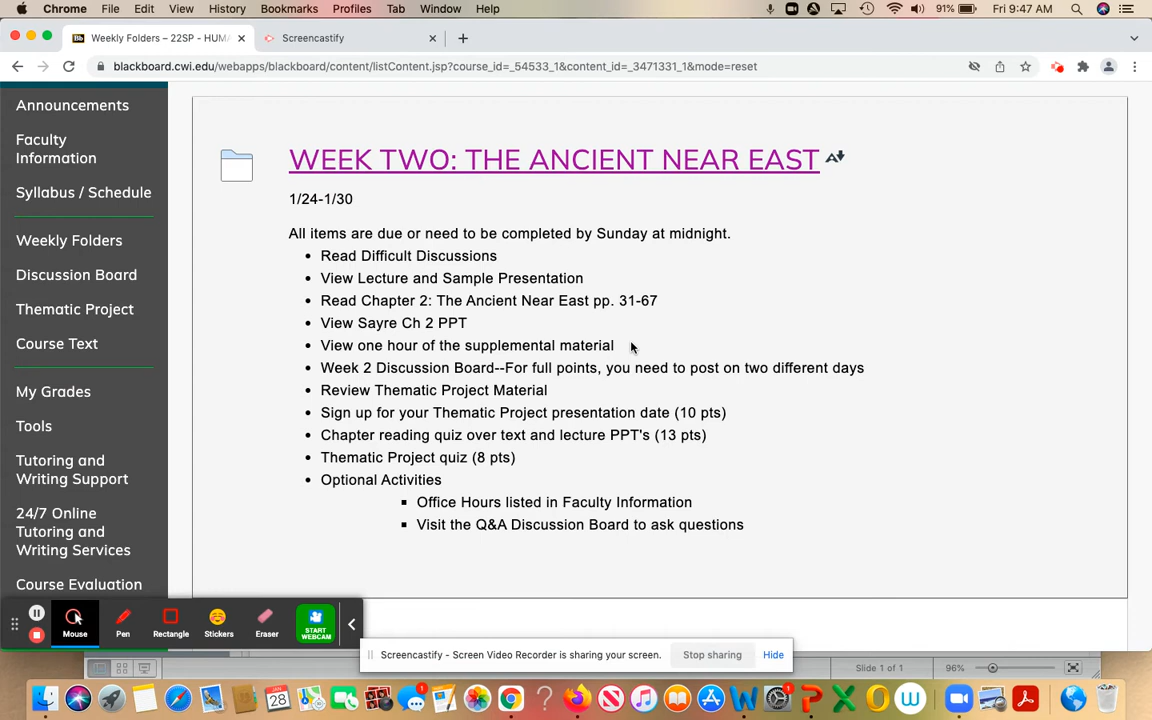 Chrome File Edit View History Bookmarks Profiles Tab Window Help 91% Fri 9:47 AM
Bb Weekly Folders – 22SP - HUMA Screencastify
blackboard.cwi.edu/webapps/blackboard/content/listContent.jsp?course_id=_54533_1&content_id=_3471331_1&mode=reset
Announcements
Faculty
Information
Syllabus / Schedule
Weekly Folders
Discussion Board
Thematic Project
Course Text
My Grades
Tools
Tutoring and
Writing Support
24/7 Online
Tutoring and
Writing Services
Course Evaluation
WEEK TWO: THE ANCIENT NEAR EAST
1/24-1/30
All items are due or need to be completed by Sunday at midnight.
• Read Difficult Discussions
• View Lecture and Sample Presentation
• Read Chapter 2: The Ancient Near East pp. 31-67
• View Sayre Ch 2 PPT
• View one hour of the supplemental material
• Week 2 Discussion Board--For full points, you need to post on two different days
• Review Thematic Project Material
• Sign up for your Thematic Project presentation date (10 pts)
• Chapter reading quiz over text and lecture PPT's (13 pts)
• Thematic Project quiz (8 pts)
• Optional Activities
▪ Office Hours listed in Faculty Information
▪ Visit the Q&A Discussion Board to ask questions
Mouse Pen Rectangle Stickers Eraser START
WEBCAM
Screencastify - Screen Video Recorder is sharing your screen. Stop sharing Hide
Slide 1 of 1 96%
28
1
1